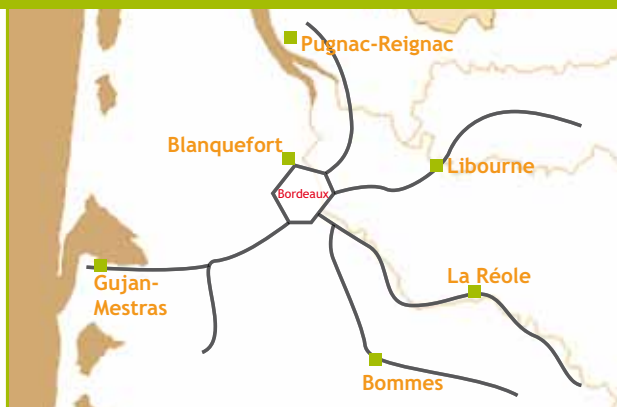 Pugnac-Reignac
Blanquefort
Libourne
Bordeaux
La Réole
Gujan-
Mestras
Bommes